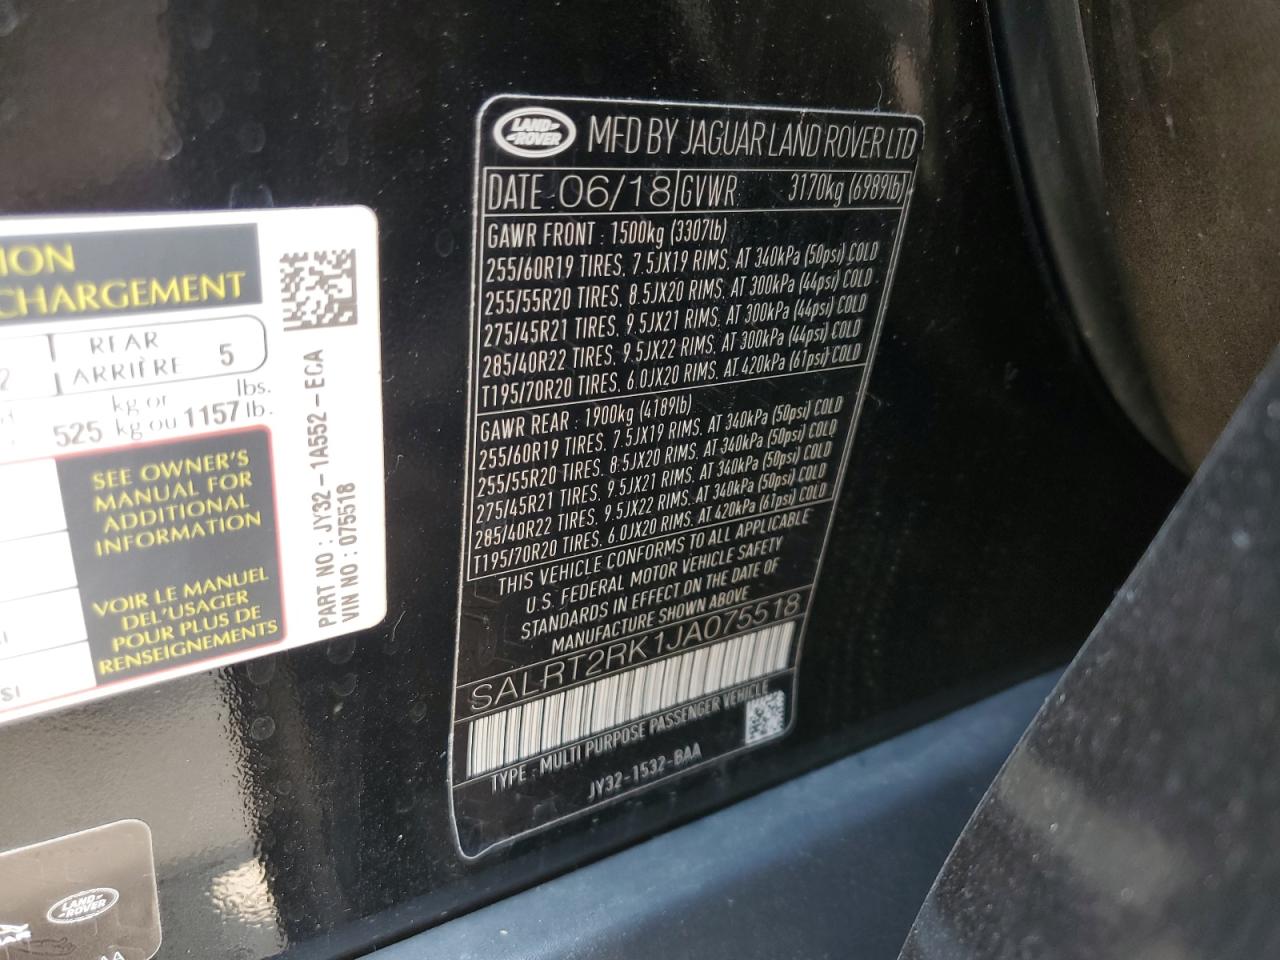 ION
CHARGEMENT
REAR
ARRIÈRE 5
2
kg or lbs.
525 kg ou 1157 lb.
SEE OWNER'S
MANUAL FOR
ADDITIONAL
INFORMATION
VOIR LE MANUEL
DEL'USAGER
POUR PLUS DE
RENSEIGNEMENTS
SI
PART NO : JY32-1A552-ECA
VIN NO : 075518
LAND-
-ROVER
MFD BY JAGUAR LAND ROVER LTD
DATE : 06/18 GVWR 3170kg (6989lb)
GAWR FRONT : 1500kg (3307lb)
255/60R19 TIRES, 7.5JX19 RIMS, AT 340kPa (50psi) COLD
255/55R20 TIRES, 8.5JX20 RIMS, AT 300kPa (44psi) COLD
275/45R21 TIRES, 9.5JX21 RIMS, AT 300kPa (44psi) COLD
285/40R22 TIRES, 9.5JX22 RIMS, AT 300kPa (44psi) COLD
T195/70R20 TIRES, 6.0JX20 RIMS, AT 420kPa (61psi) COLD
GAWR REAR : 1900kg (4189lb)
255/60R19 TIRES, 7.5JX19 RIMS, AT 340kPa (50psi) COLD
255/55R20 TIRES, 8.5JX20 RIMS, AT 340kPa (50psi) COLD
275/45R21 TIRES, 9.5JX21 RIMS, AT 340kPa (50psi) COLD
285/40R22 TIRES, 9.5JX22 RIMS, AT 340kPa (50psi) COLD
T195/70R20 TIRES, 6.0JX20 RIMS, AT 420kPa (61psi) COLD
THIS VEHICLE CONFORMS TO ALL APPLICABLE
U.S. FEDERAL MOTOR VEHICLE SAFETY
STANDARDS IN EFFECT ON THE DATE OF
MANUFACTURE SHOWN ABOVE
SALRT2RK1JA075518
TYPE : MULTI PURPOSE PASSENGER VEHICLE
JY32-1532-BAA
LAND-
-ROVER
AA